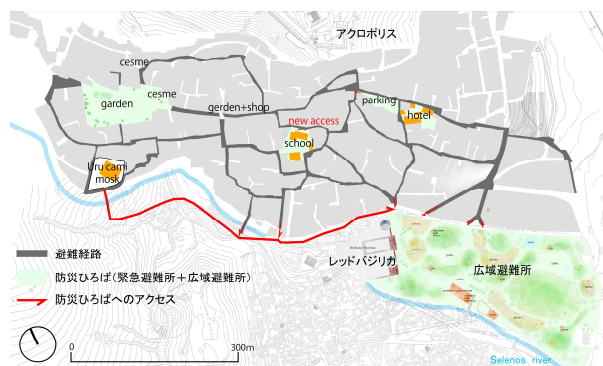 アクロポリス
cesme
cesme
garden
gerden+shop
parking
hotel
new access
school
Uru cami
mosk
避難経路
防災ひろば(緊急避難所+広域避難所)
防災ひろばへのアクセス
レッドバジリカ
広域避難所
0
300m
Selenos river